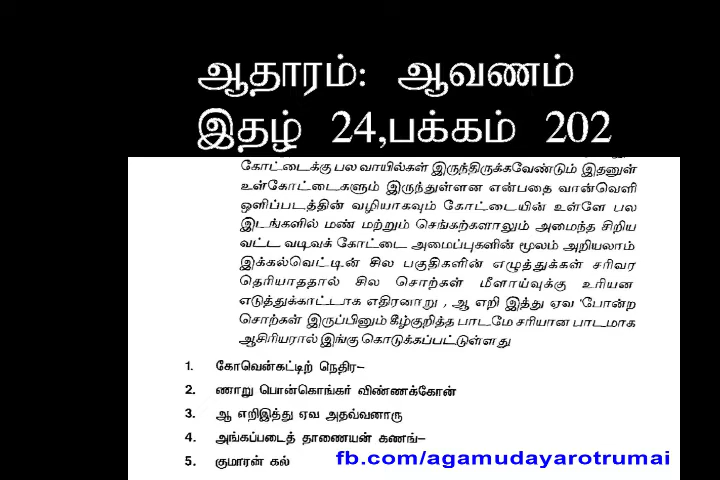 ஆதாரம்: ஆவணம்
இதழ் 24,பக்கம் 202
கோட்டைக்கு பல வாயில்கள் இருந்திருக்கவேண்டும் இதனுள்
உள்கோட்டைகளும் இருந்துள்ளன என்பதை வான்வெளி
ஒளிப்படத்தின் வழியாகவும் கோட்டையின் உள்ளே பல
இடங்களில் மண் மற்றும் செங்கற்களாலும் அமைந்த சிறிய
வட்ட வடிவக் கோட்டை அமைப்புகளின் மூலம் அறியலாம்
இக்கல்வெட்டின் சில பகுதிகளின் எழுத்துக்கள் சரிவர
தெரியாததால் சில சொற்கள் மீளாய்வுக்கு உரியன
எடுத்துக்காட்டாக எதிரனாறு , ஆ எறி இத்து ஏவ "போன்ற
சொற்கள் இருப்பினும் கீழ்குறித்த பாடமே சரியான பாடமாக
ஆசிரியரால் இங்கு கொடுக்கப்பட்டுள்ளது
1. கோவென்கட்டிற் நெதிர–
2. ணாறு பொன்கொங்கர் விண்ணக்கோன்
3. ஆ எறிஇத்து ஏவ அதவ்வனாரு
4. அங்கப்படைத் தாணையன் கணங்–
5. குமாரன் கல்
fb.com/agamudayarotrumai